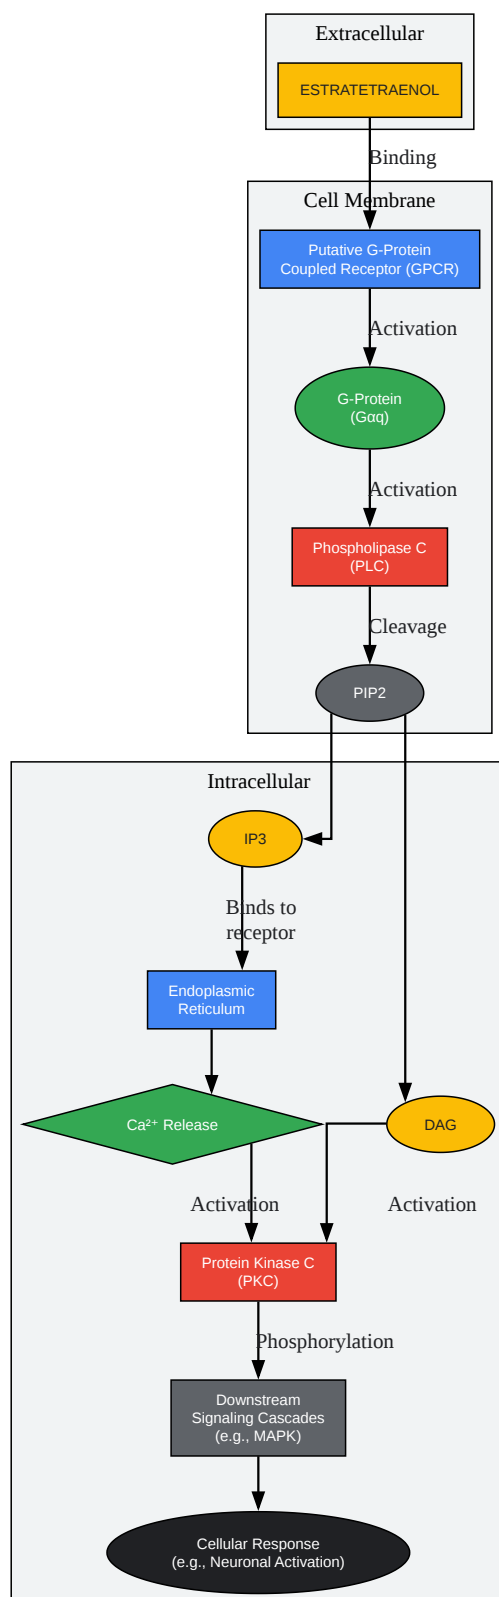 Extracellular
ESTRATETRAENOL
Binding
Cell Membrane
Putative G-Protein
Coupled Receptor (GPCR)
Activation
G-Protein
(Gαq)
Activation
Phospholipase C
(PLC)
Cleavage
PIP2
Intracellular
IP3
Binds to
receptor
Endoplasmic
Reticulum
Ca²⁺ Release
DAG
Activation
Activation
Protein Kinase C
(PKC)
Phosphorylation
Downstream
Signaling Cascades
(e.g., MAPK)
Cellular Response
(e.g., Neuronal Activation)